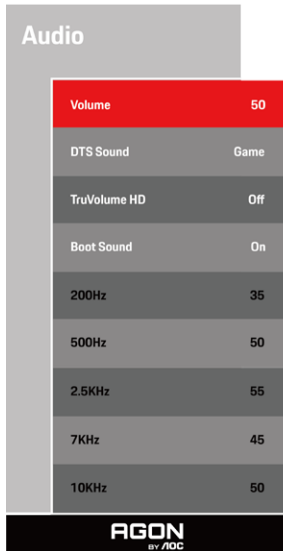 Audio
Volume 50
DTS Sound Game
TruVolume HD Off
Boot Sound On
200Hz 35
500Hz 50
2.5KHz 55
7KHz 45
10KHz 50
AGON
BY AOC